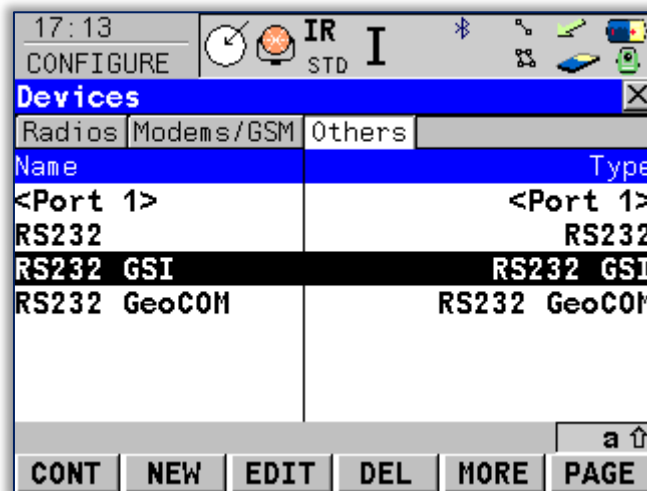 17:13
CONFIGURE
IR
STD
I
Devices
Radios Modems/GSM Others
Name Type
<Port 1> <Port 1>
RS232 RS232
RS232 GSI RS232 GSI
RS232 GeoCOM RS232 GeoCOM
a
CONT NEW EDIT DEL MORE PAGE